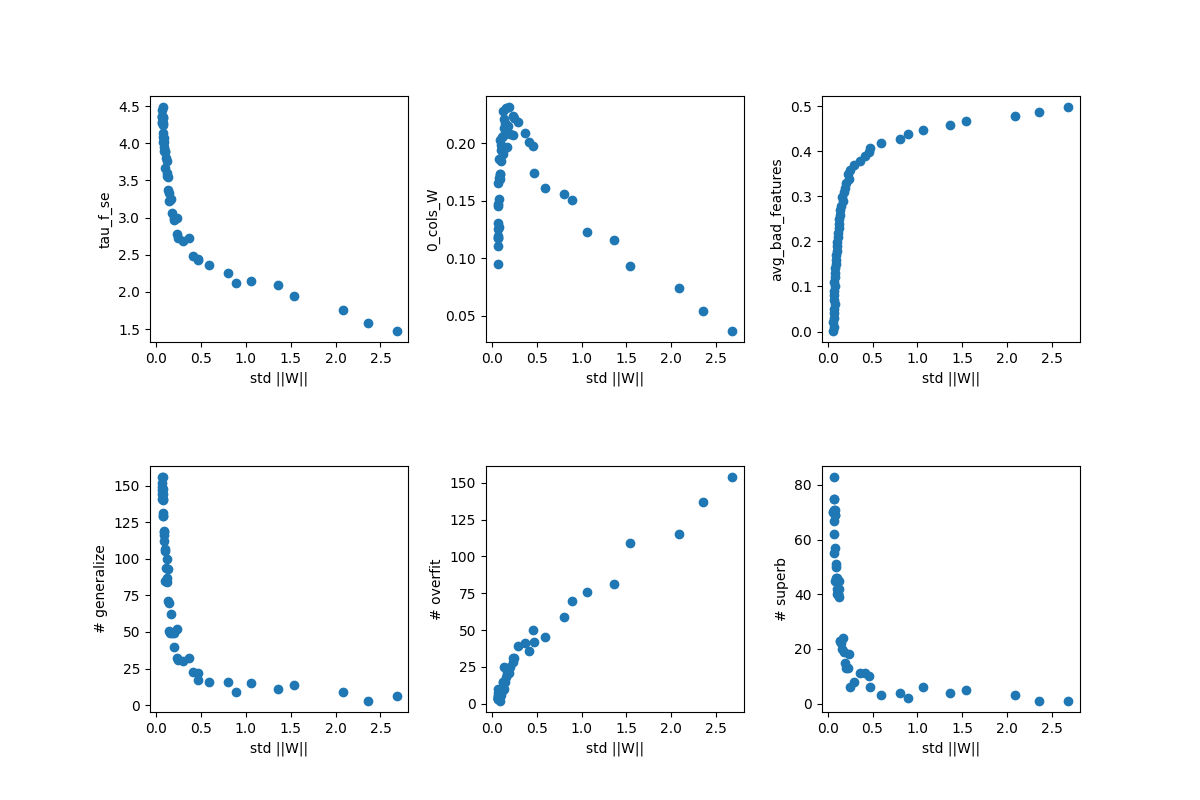 4.5
4.0
3.5
3.0
2.5
2.0
1.5
tau_f_se
0.0 0.5 1.0 1.5 2.0 2.5
std ||W||
0.20
0.15
0.10
0.05
0_cols_W
0.0 0.5 1.0 1.5 2.0 2.5
std ||W||
0.5
0.4
0.3
0.2
0.1
0.0
avg_bad_features
0.0 0.5 1.0 1.5 2.0 2.5
std ||W||
150
125
100
75
50
25
0
# generalize
0.0 0.5 1.0 1.5 2.0 2.5
std ||W||
150
125
100
75
50
25
0
# overfit
0.0 0.5 1.0 1.5 2.0 2.5
std ||W||
80
60
40
20
0
# superb
0.0 0.5 1.0 1.5 2.0 2.5
std ||W||